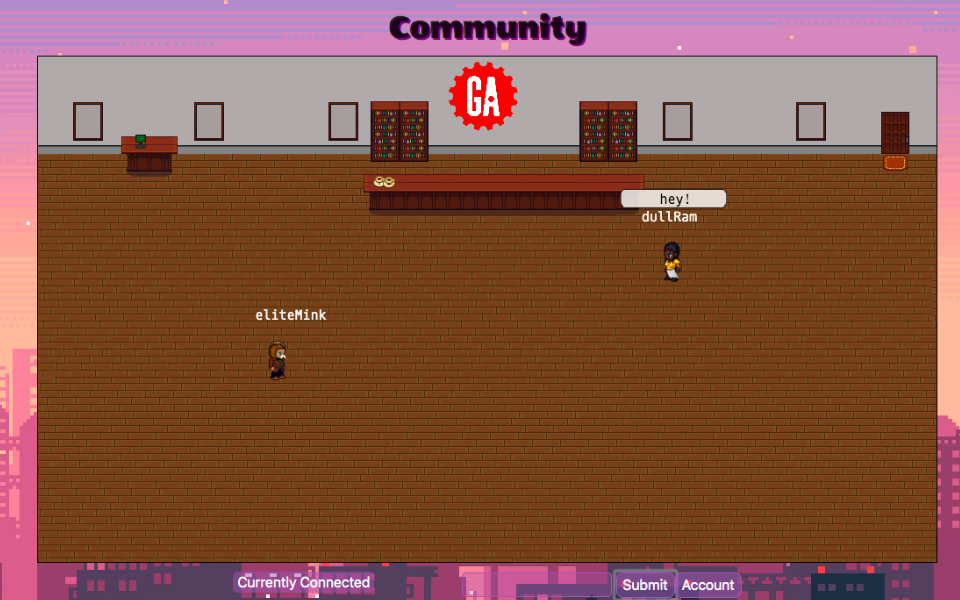 Community
GA
hey!
dullRam
eliteMink
Currently Connected
Submit
Account